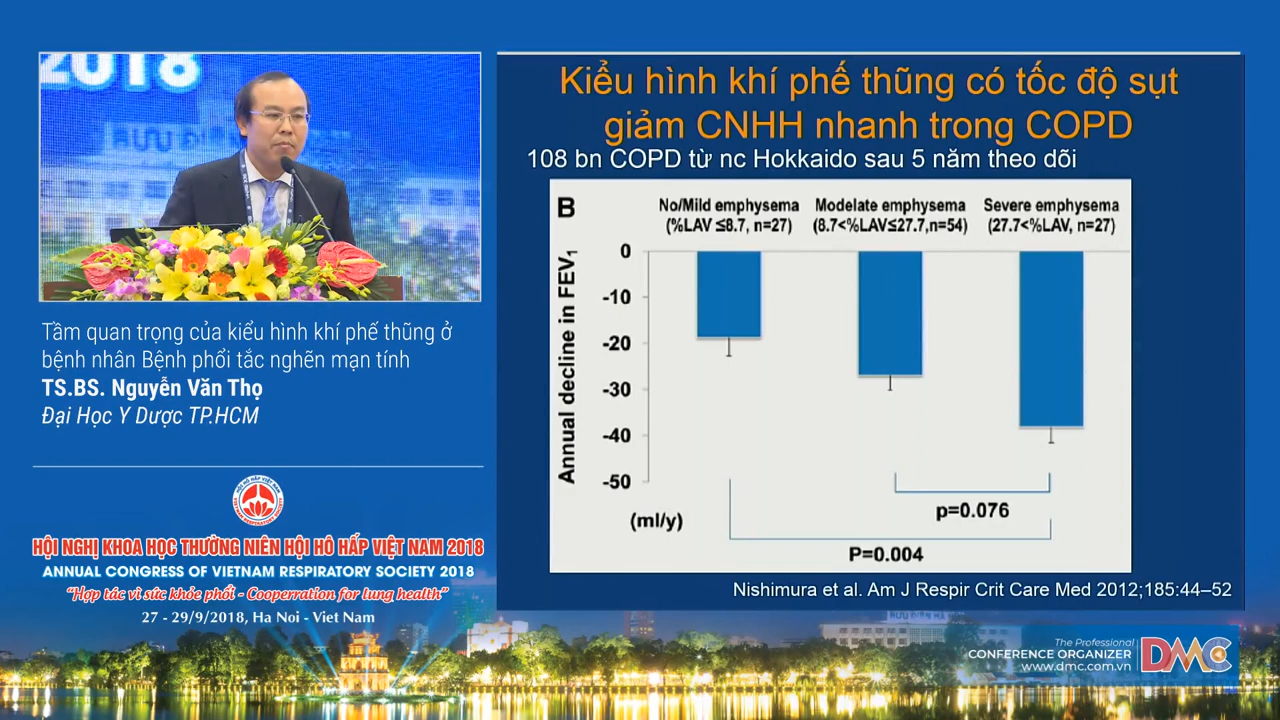 2018
Tầm quan trọng của kiểu hình khí phế thũng ở
bệnh nhân Bệnh phổi tắc nghẽn mạn tính
TS.BS. Nguyễn Văn Thọ
Đại Học Y Dược TP.HCM
HỘI NGHỊ KHOA HỌC THƯỜNG NIÊN HỘI HÔ HẤP VIỆT NAM 2018
ANNUAL CONGRESS OF VIETNAM RESPIRATORY SOCIETY 2018
“Hợp tác vì sức khỏe phổi - Cooperration for lung health”
27 - 29/9/2018, Ha Noi - Viet Nam
Kiểu hình khí phế thũng có tốc độ sụt
giảm CNHH nhanh trong COPD
108 bn COPD từ nc Hokkaido sau 5 năm theo dõi
B
No/Mild emphysema
(%LAV ≤8.7, n=27)
Modelate emphysema
(8.7<%LAV≤27.7,n=54)
Severe emphysema
(27.7<%LAV, n=27)
Annual decline in FEV1
0
-10
-20
-30
-40
-50
(ml/y)
p=0.076
P=0.004
Nishimura et al. Am J Respir Crit Care Med 2012;185:44–52
The Professional
CONFERENCE ORGANIZER
www.dmc.com.vn
DMC